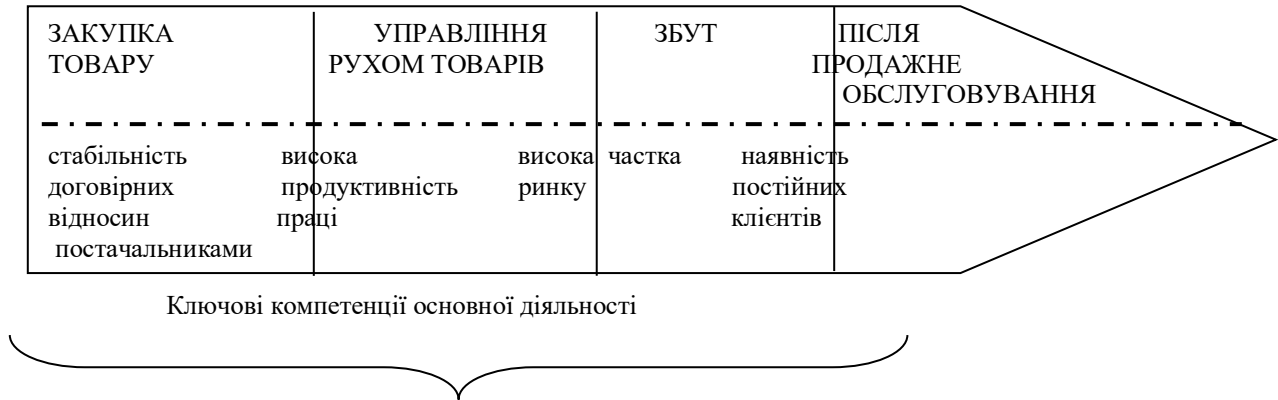 ЗАКУПКА УПРАВЛІННЯ ЗБУТ ПІСЛЯ
ТОВАРУ РУХОМ ТОВАРІВ ПРОДАЖНЕ
ОБСЛУГОВУВАННЯ
стабільність висока висока частка наявність
договірних продуктивність ринку постійних
відносин праці клієнтів
постачальниками
Ключові компетенції основної діяльності